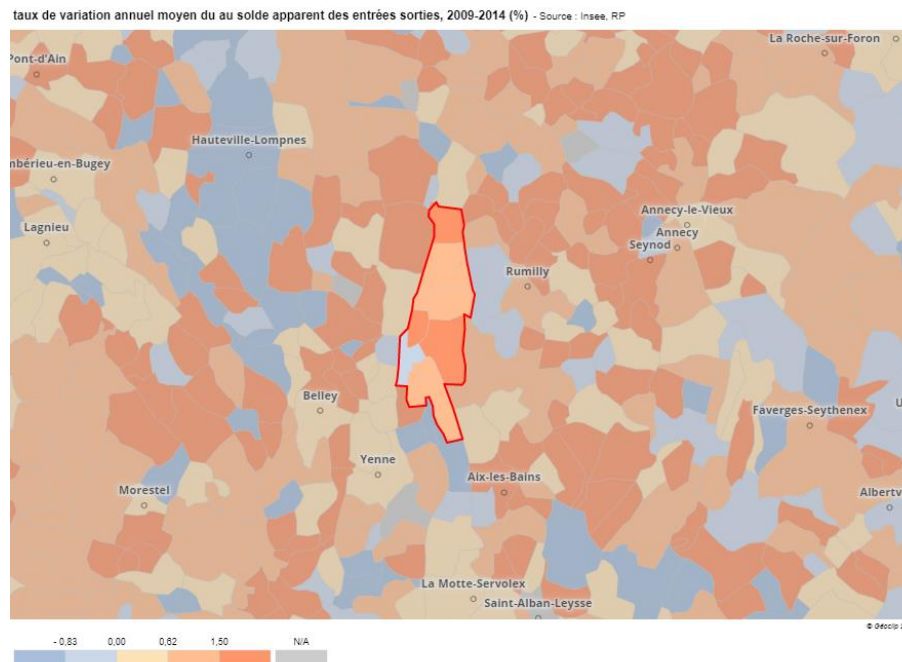 taux de variation annuel moyen du au solde apparent des entrées sorties, 2009-2014 (%) - Source : Insee, RP
La Roche-sur-Foron
Pont-d'Ain
Hauteville-Lompnes
mbérieu-en-Bugey
Annecy-le-Vieux
Lagnieu
Annecy
Seynod
Rumilly
Belley
Faverges-Seythenex
U
Yenne
Aix-les-Bains
Morestel
Albertv
La Motte-Servolex
Saint-Alban-Leysse
© Géoclip 2
- 0,83 0,00 0,62 1,50 N/A